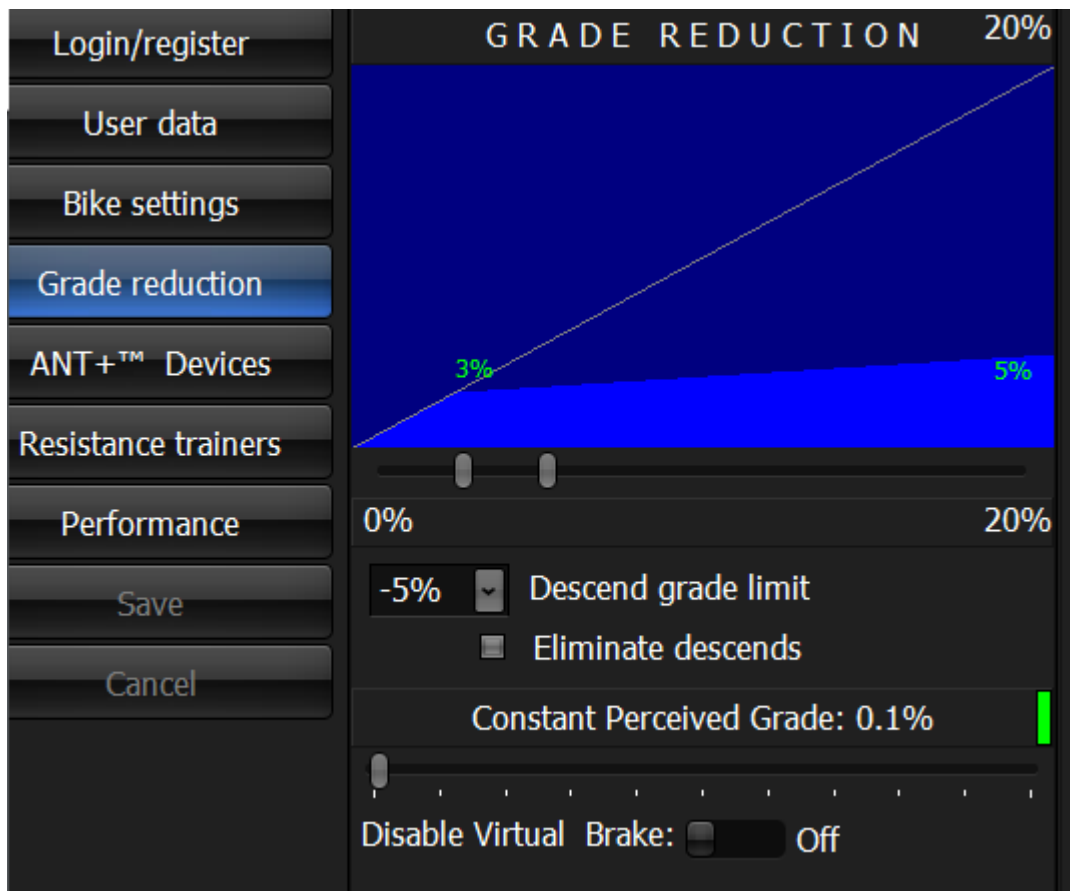 Login/register
User data
Bike settings
Grade reduction
ANT+™ Devices
Resistance trainers
Performance
Save
Cancel
GRADE REDUCTION 20%
3%
5%
0% 20%
-5% Descend grade limit
Eliminate descends
Constant Perceived Grade: 0.1%
Disable Virtual Brake: Off